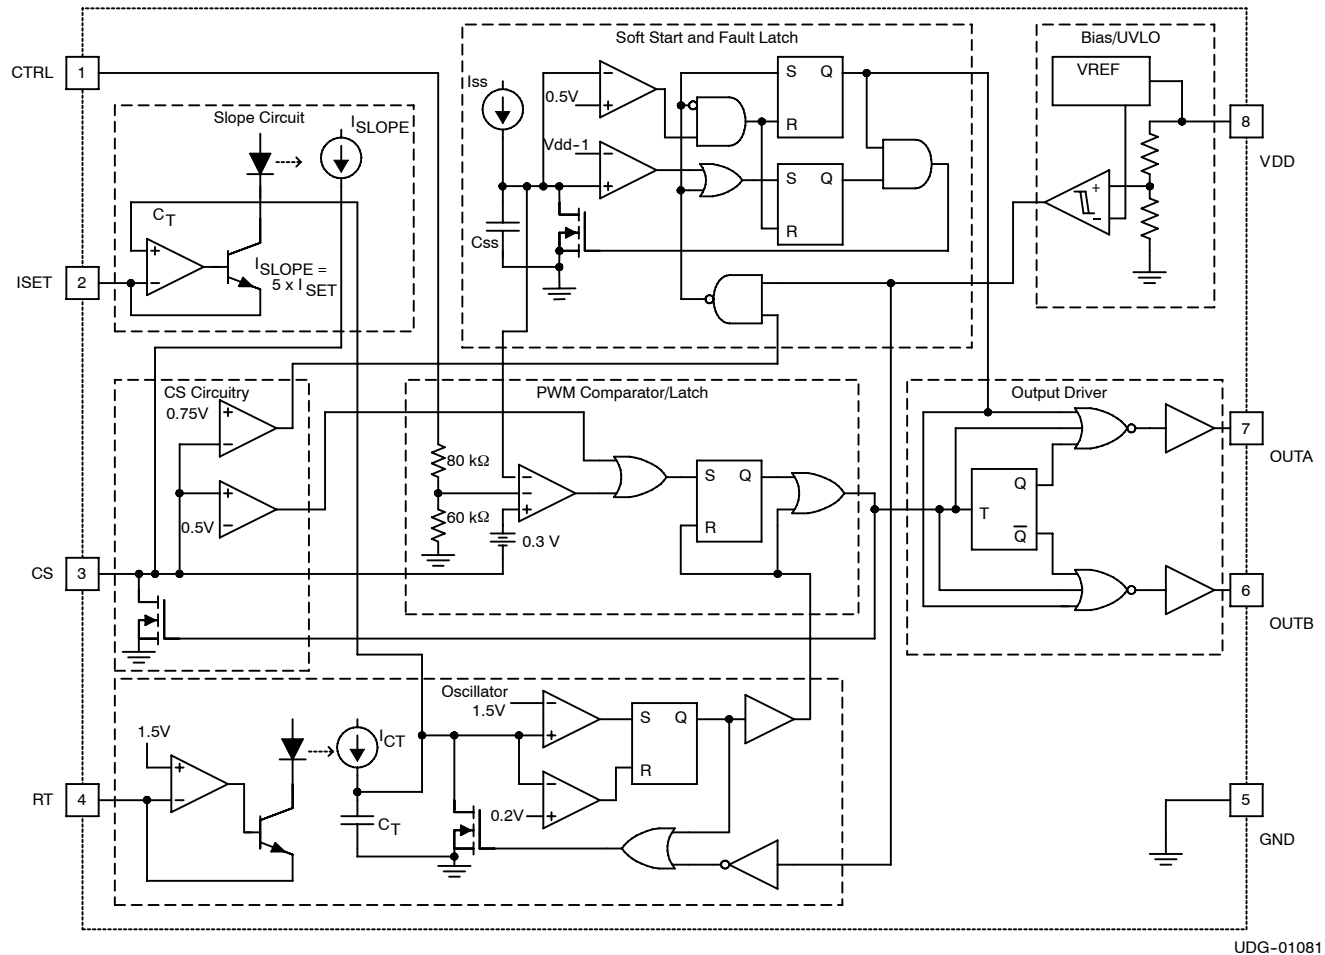 Soft Start and Fault Latch
Bias/UVLO
CTRL
1
Iss
0.5V
S Q
R
VREF
Slope Circuit
ISLOPE
8
VDD
Vdd-1
S Q
R
+
-
CT
Css
ISET
2
ISLOPE =
5 x ISET
CS Circuitry
PWM Comparator/Latch
Output Driver
0.75V
7
OUTA
80 kΩ
S Q
R
Q
T
Q
60 kΩ
0.5V
0.3 V
CS
3
6
OUTB
Oscillator
1.5V
S Q
R
1.5V
ICT
RT
4
0.2V
CT
5
GND
UDG-01081